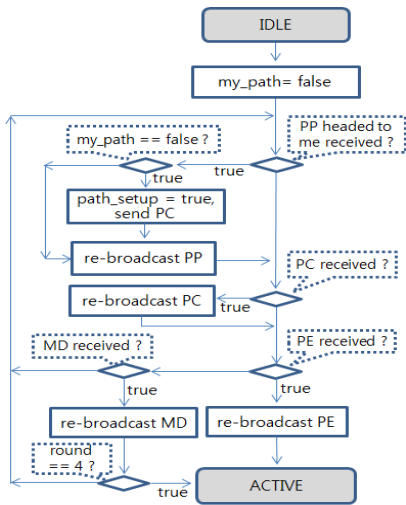 IDLE
my_path= false
my_path == false ?
PP headed to
me received ?
true
true
path_setup = true,
send PC
re-broadcast PP
PC received ?
re-broadcast PC
true
MD received ?
PE received ?
true
true
re-broadcast MD
re-broadcast PE
round
== 4 ?
true
ACTIVE